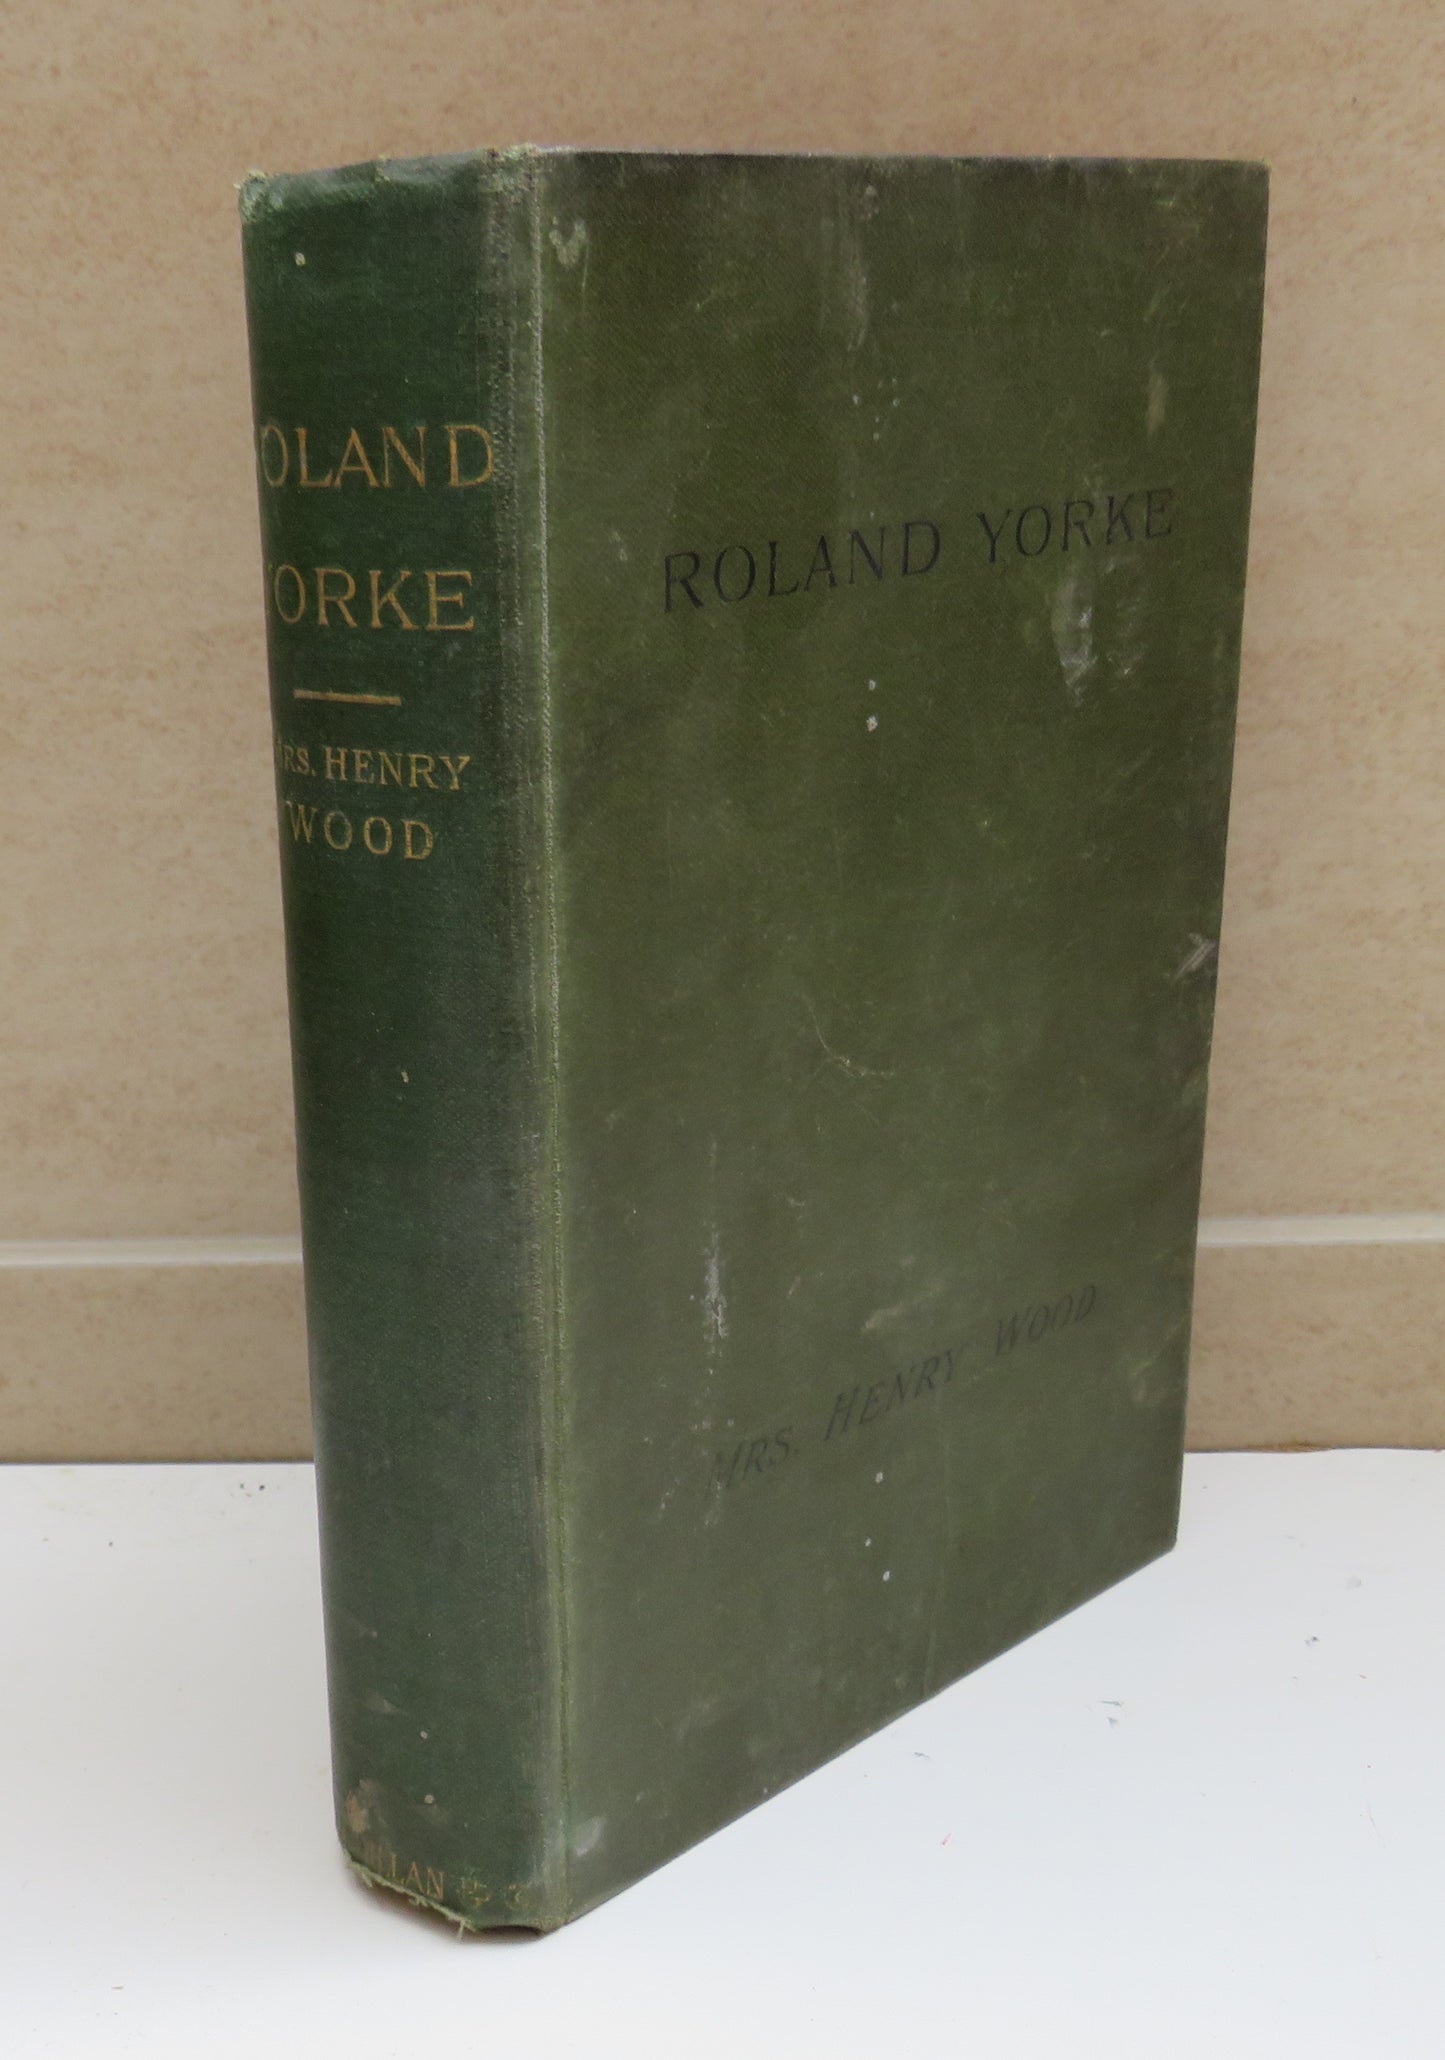 OLAND
YORKE
MRS. HENRY
WOOD
ROLAND YORKE
MRS. HENRY WOOD